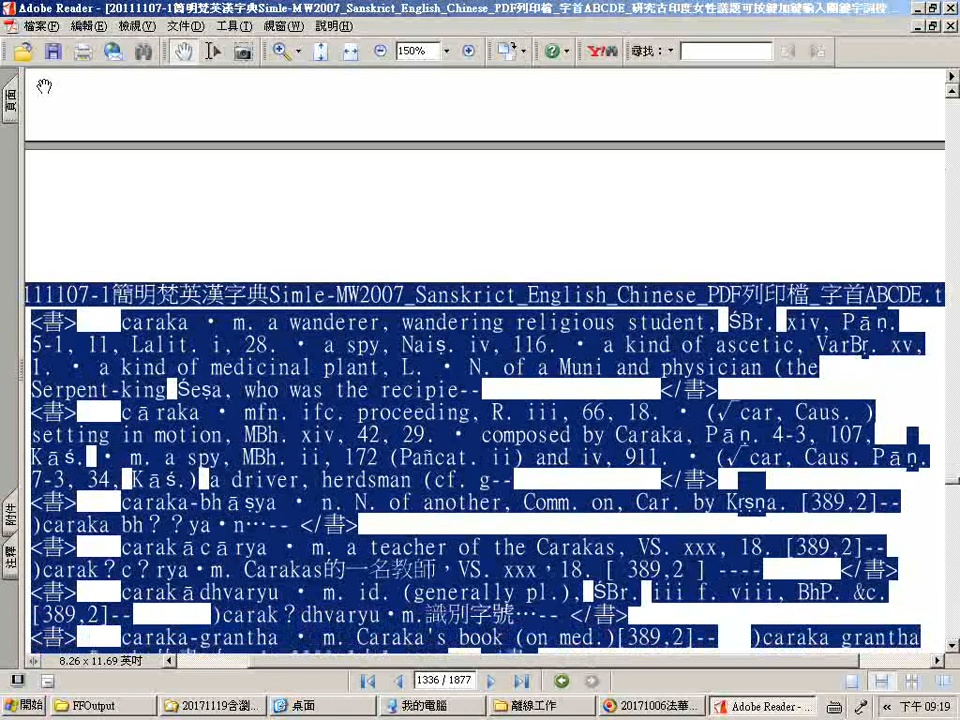 Adobe Reader - [20111107-1簡明梵英漢字典Simle-MW2007_Sanskrict_English_Chinese_PDF列印檔_字首ABCDE_研究古印度女性議題可按鍵加鍵輸入關鍵字詞搜
檔案(F) 編輯(E) 檢視(V) 文件(D) 工具(T) 視窗(W) 說明(H)
150% Y! 尋找:
頁面
111107-1簡明梵英漢字典Simle-MW2007_Sanskrict_English_Chinese_PDF列印檔_字首ABCDE.t
<書> caraka · m. a wanderer, wandering religious student, ŚBr. xiv, Pāṇ.
5-1, 11, Lalit. i, 28. · a spy, Naiṣ. iv, 116. · a kind of ascetic, VarBṛ. xv,
1. · a kind of medicinal plant, L. · N. of a Muni and physician (the
Serpent-king Śeṣa, who was the recipie-- </書>
<書> cāraka · mfn. ifc. proceeding, R. iii, 66, 18. · (√car, Caus. )
setting in motion, MBh. xiv, 42, 29. · composed by Caraka, Pāṇ. 4-3, 107,
Kāś. · m. a spy, MBh. ii, 172 (Pañcat. ii) and iv, 911. · (√car, Caus. Pāṇ.
7-3, 34, Kāś.) a driver, herdsman (cf. g-- </書>
<書> caraka-bhāṣya · n. N. of another, Comm. on, Car. by Kṛṣṇa. [389,2]--
)caraka bh??ya·n…-- </書>
<書> carakācārya · m. a teacher of the Carakas, VS. xxx, 18. [389,2]--
)carak?c?rya·m. Carakas的一名教師,VS. xxx,18. [ 389,2 ] ---- </書>
<書> carakādhvaryu · m. id. (generally pl.), ŚBr. iii f. viii, BhP. &c.
[389,2]-- )carak?dhvaryu·m.識別字號…-- </書>
<書> caraka-grantha · m. Caraka's book (on med.)[389,2]-- )caraka grantha
附件
注釋
8.26 x 11.69 英吋
1336 / 1877
開始 FFOutput 20171119含瀏... 桌面 我的電腦 離線工作 20171006法華... Adobe Reader - [... 下午 09:19